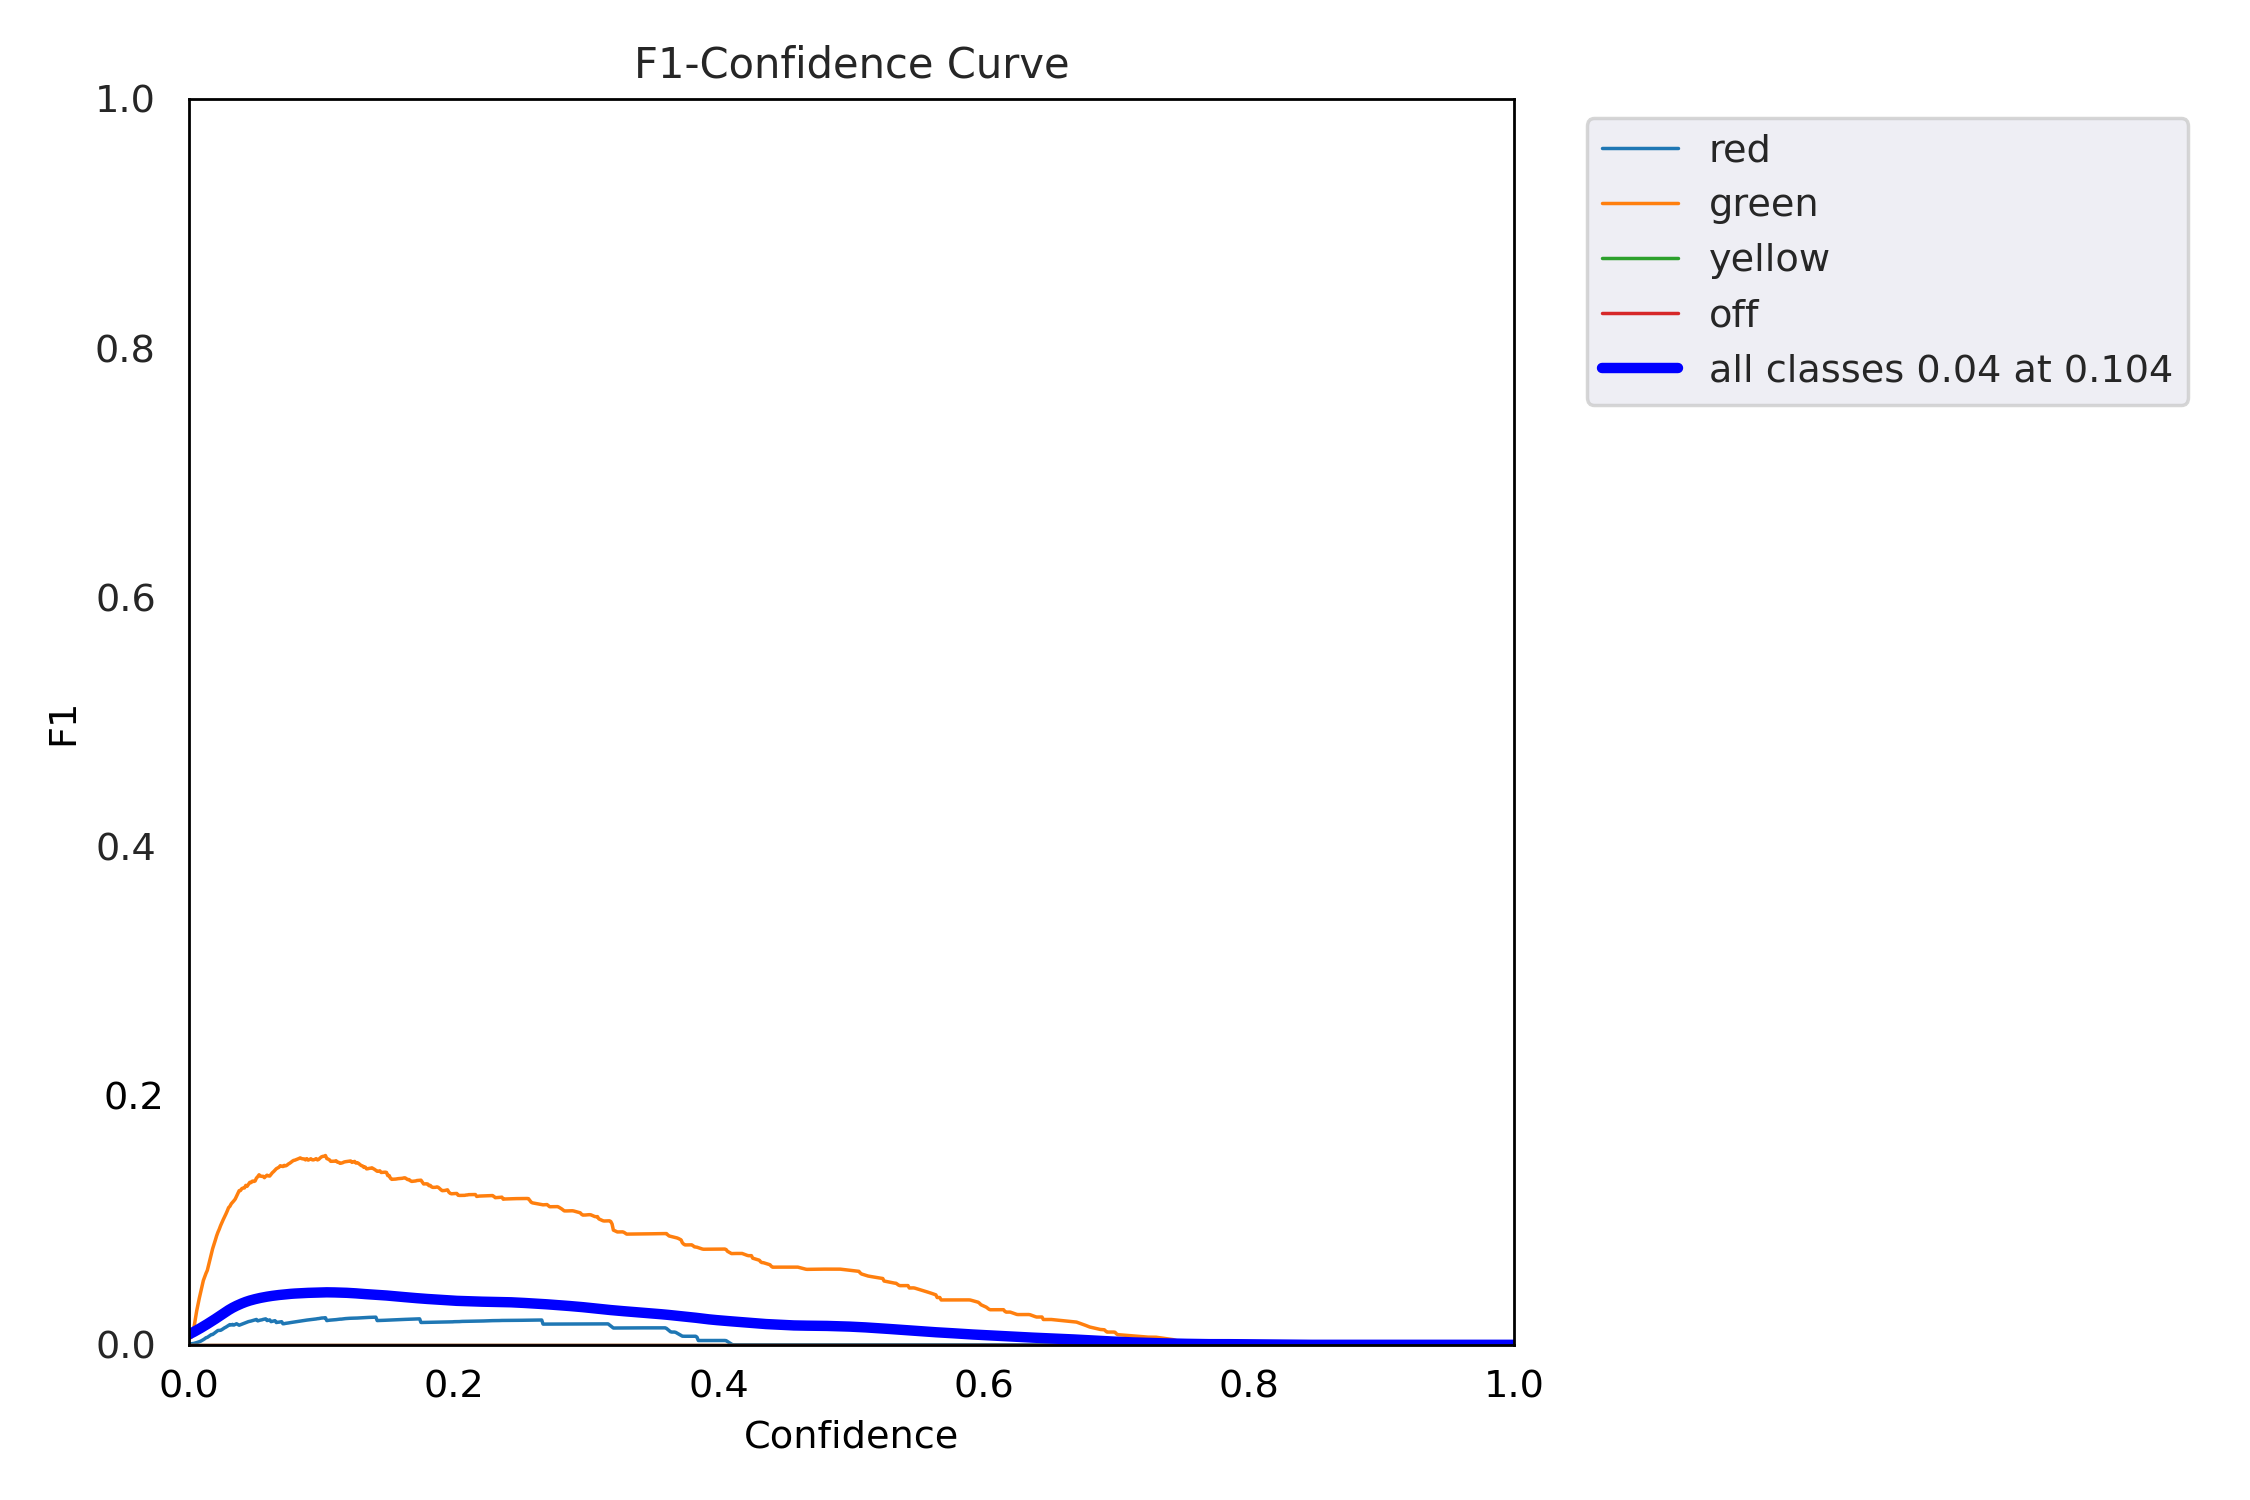 F1-Confidence Curve
1.0
0.8
0.6
0.4
0.2
0.0
F1
0.0 0.2 0.4 0.6 0.8 1.0
Confidence
red
green
yellow
off
all classes 0.04 at 0.104